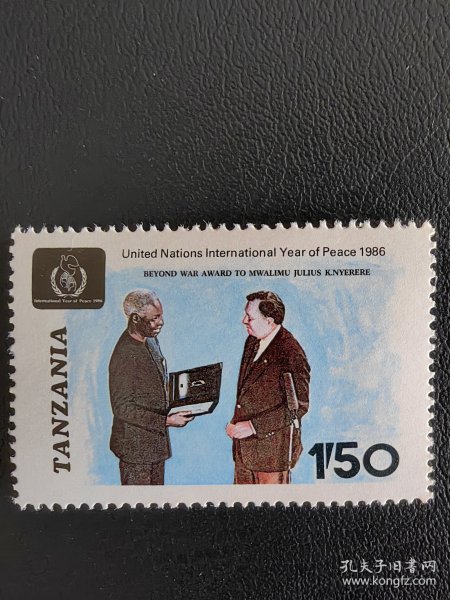 United Nations International Year of Peace 1986
BEYOND WAR AWARD TO MWALIMU JULIUS K.NYERERE
International Year of Peace 1986
TANZANIA
1'50
孔夫子旧书网
www.kongfz.com